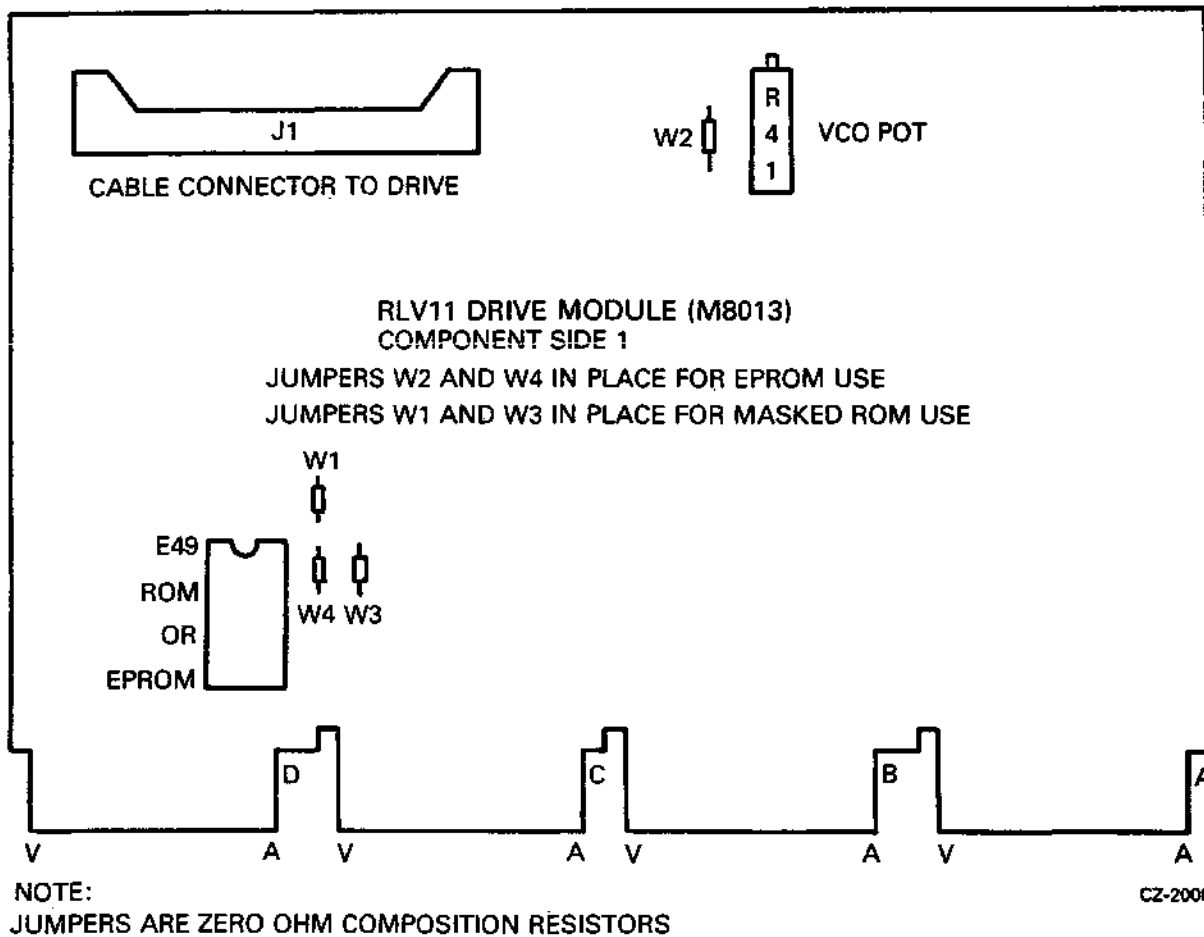 J1
CABLE CONNECTOR TO DRIVE
W2
R
4
1
VCO POT
RLV11 DRIVE MODULE (M8013)
COMPONENT SIDE 1
JUMPERS W2 AND W4 IN PLACE FOR EPROM USE
JUMPERS W1 AND W3 IN PLACE FOR MASKED ROM USE
W1
E49
ROM
OR
EPROM
W4 W3
D C B A
V A V A V A V A
NOTE:
JUMPERS ARE ZERO OHM COMPOSITION RESISTORS